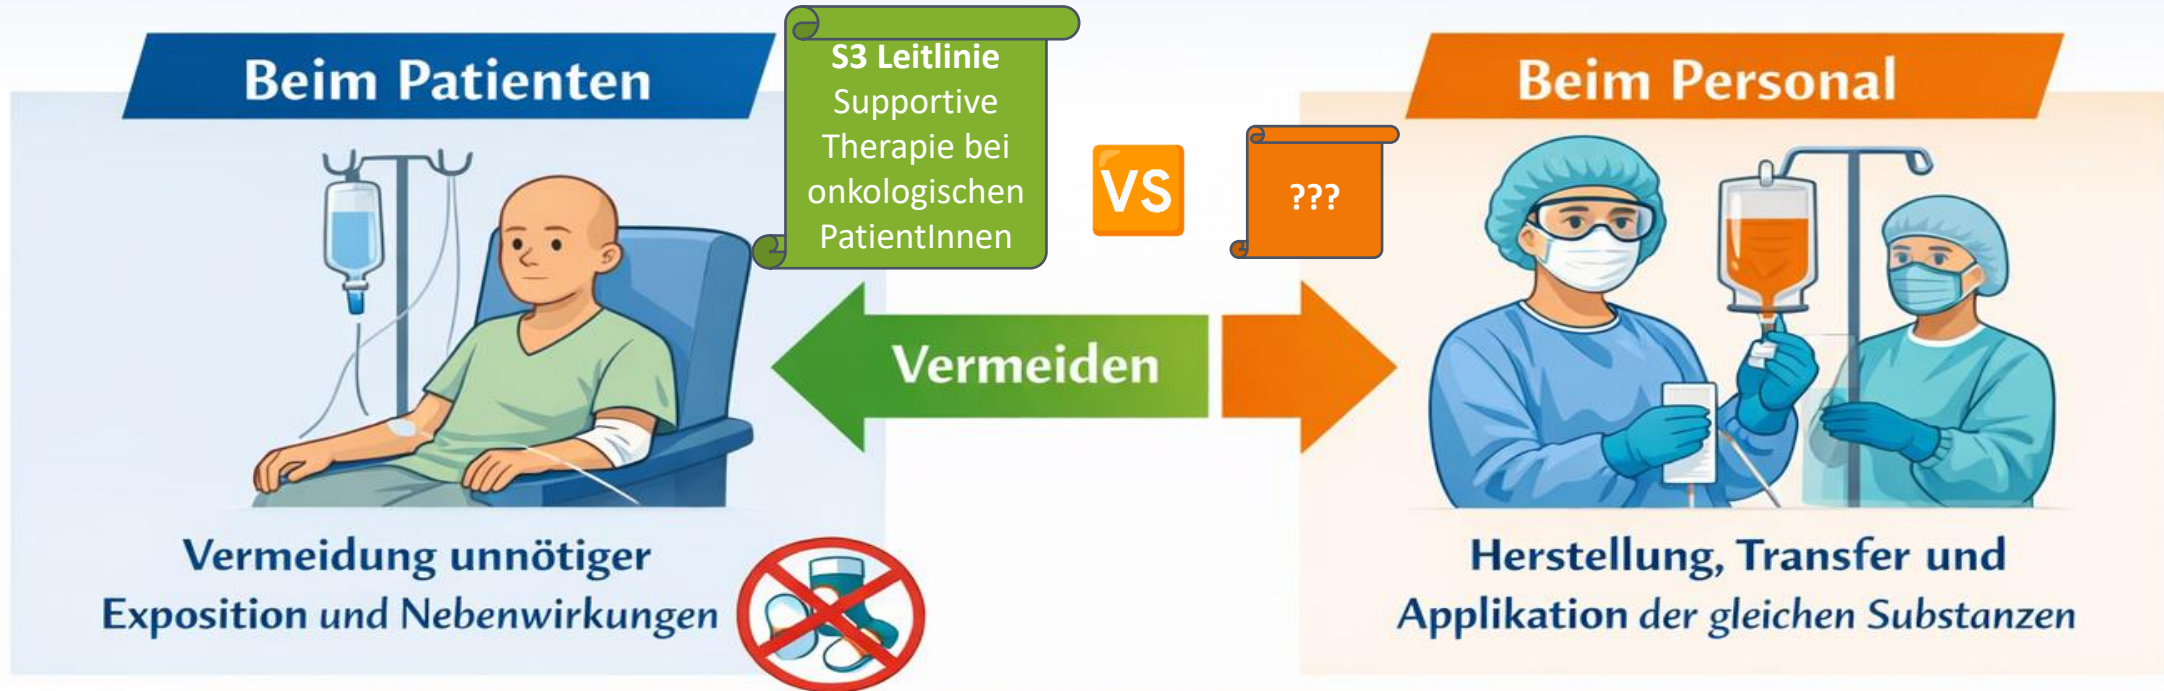 Beim Patienten
S3 Leitlinie
Supportive
Therapie bei
onkologischen
PatientInnen
VS
???
Beim Personal
Vermeiden
Vermeidung unnötiger
Exposition und Nebenwirkungen
Herstellung, Transfer und
Applikation der gleichen Substanzen